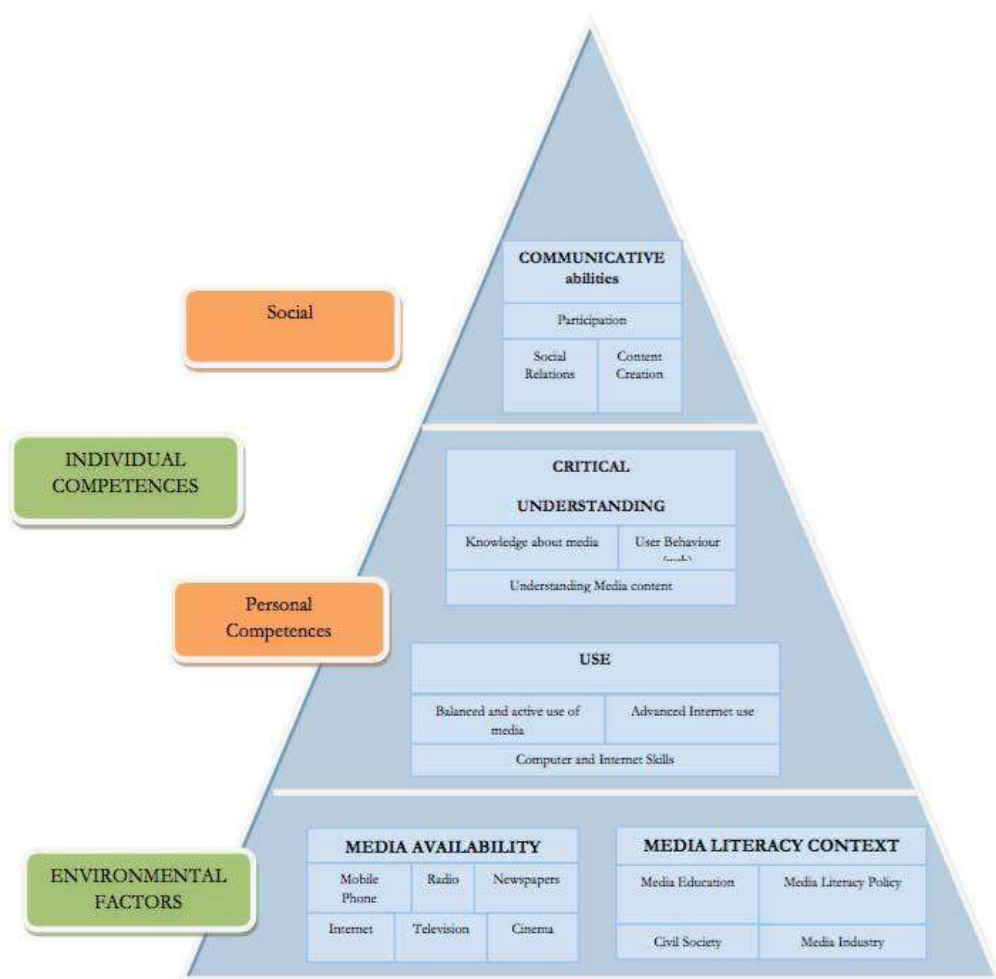 COMMUNICATIVE
abilities
Participation
Social
Relations
Content
Creation
Social
INDIVIDUAL
COMPETENCES
CRITICAL
UNDERSTANDING
Knowledge about media
User Behaviour
Understanding Media content
Personal
Competences
USE
Balanced and active use of
media
Advanced Internet use
Computer and Internet Skills
ENVIRONMENTAL
FACTORS
MEDIA AVAILABILITY
Mobile
Phone
Radio
Newspapers
Internet
Television
Cinema
MEDIA LITERACY CONTEXT
Media Education
Media Literacy Policy
Civil Society
Media Industry